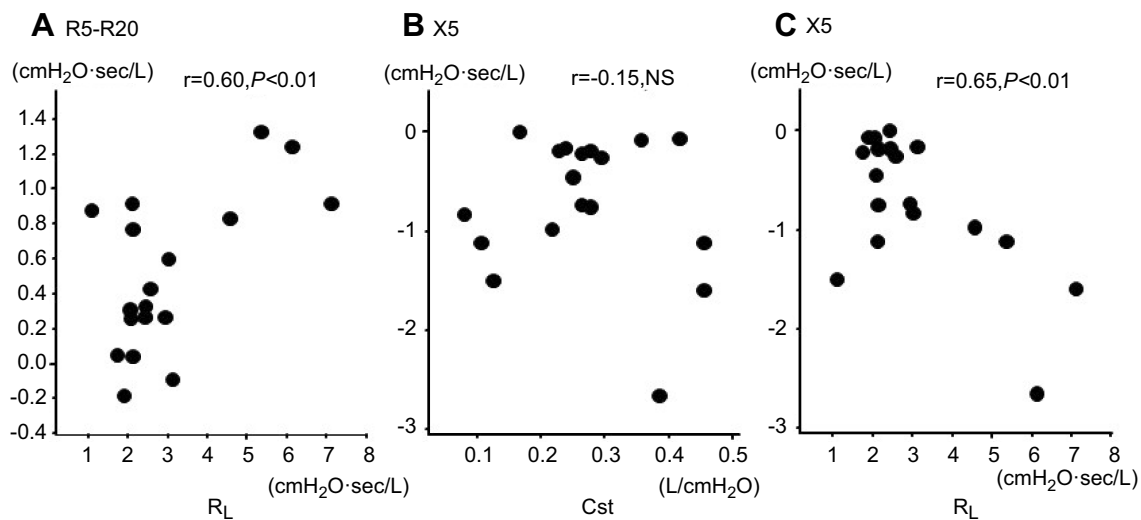 A R5-R20
(cmH₂O·sec/L)
r=0.60,P<0.01
1.4
1.2
1.0
0.8
0.6
0.4
0.2
0.0
-0.2
-0.4
1 2 3 4 5 6 7 8
(cmH₂O·sec/L)
R_L
B X5
(cmH₂O·sec/L)
r=-0.15,NS
0
-1
-2
-3
0.1 0.2 0.3 0.4 0.5
(L/cmH₂O)
Cst
C X5
(cmH₂O·sec/L)
r=0.65,P<0.01
0
-1
-2
-3
1 2 3 4 5 6 7 8
(cmH₂O·sec/L)
R_L